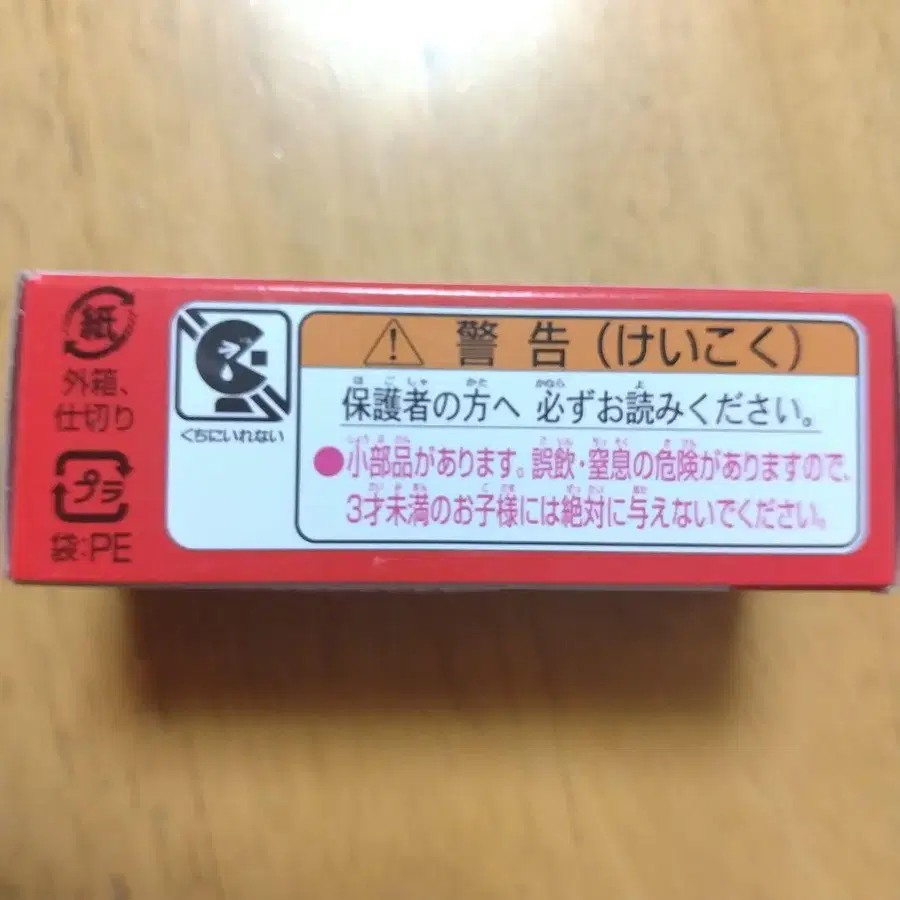 紙
外箱、
仕切り
プラ
袋:PE
くちにいれない
警告(けいこく)
保護者の方へ 必ずお読みください。
●小部品があります。誤飲・窒息の危険がありますので、
3才未満のお子様には絶対に与えないでください。